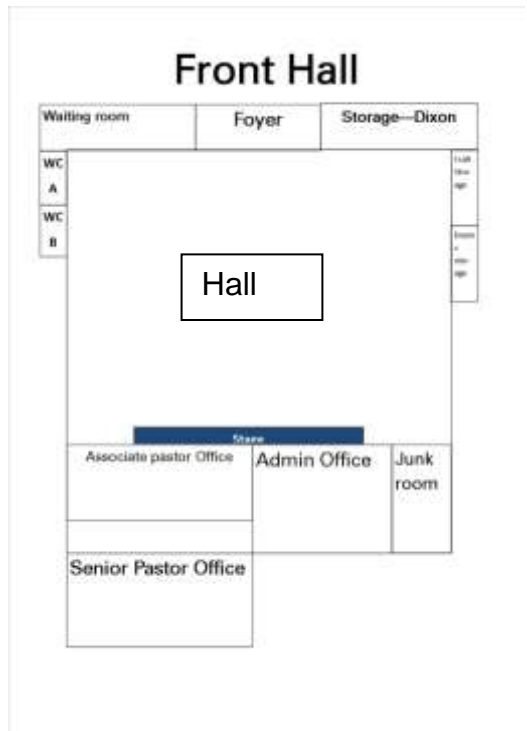 Front Hall
Waiting room
Foyer
Storage—Dixon
WC
A
WC
B
Hall
Stage
Associate pastor Office
Admin Office
Junk
room
Senior Pastor Office